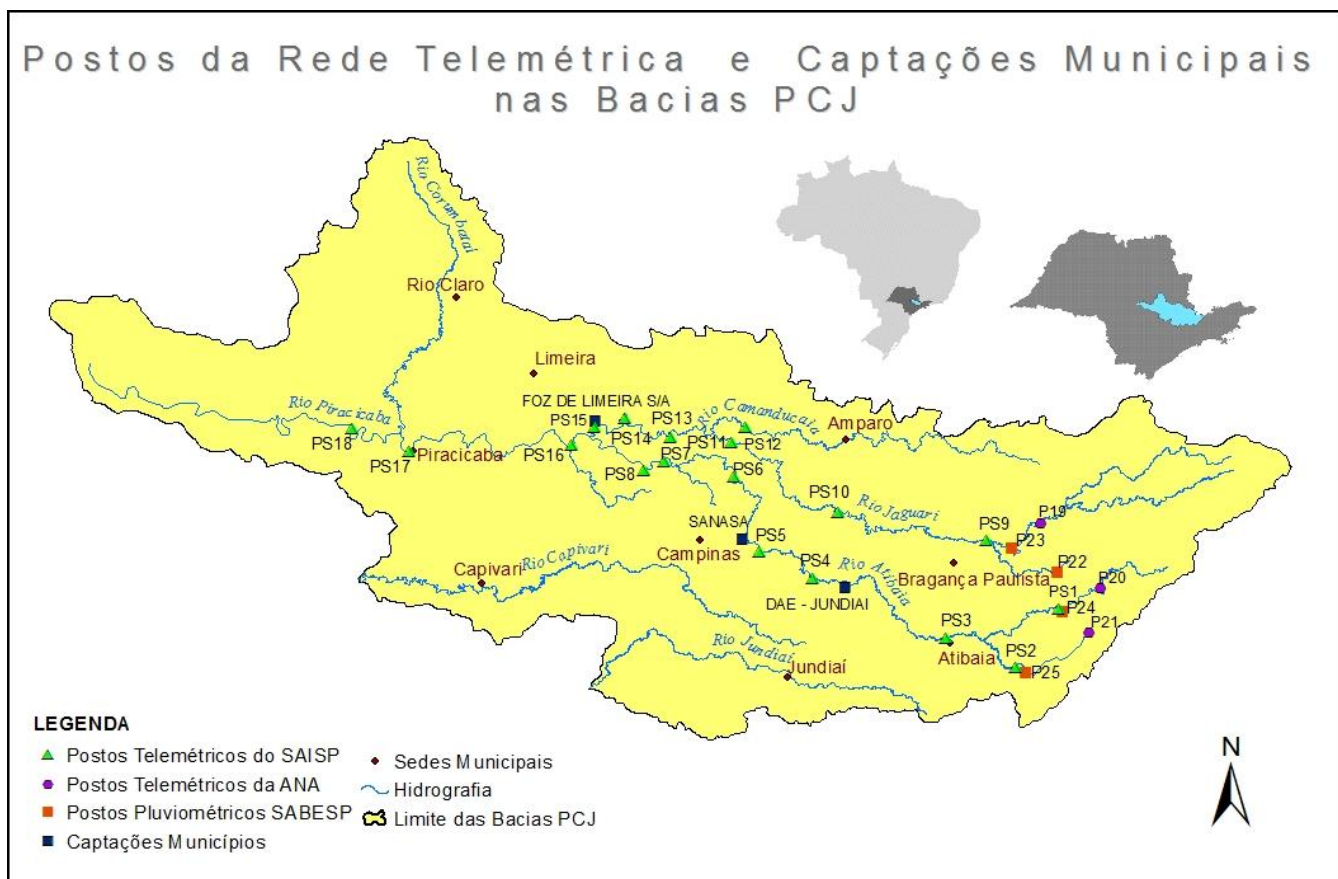 Postos da Rede Telemétrica e Captações Municipais
nas Bacias PCJ
Rio Corumbataí
Rio Claro
Limeira
FOZ DE LIMEIRA S/A
Rio Piracicaba
PS15
PS13
Rio Camanducaia
Amparo
PS14
PS11
PS12
PS18
PS17
Piracicaba
PS16
PS7
PS8
PS6
PS10
Rio Jaguari
P19
PS9
P23
SANASA
Campinas
PS5
Rio Capivari
Capivari
PS4
Rio Atibaia
Bragança Paulista
P22
P20
DAE - JUNDIAI
PS1
P24
P21
PS3
Atibaia
Rio Jundiaí
Jundiaí
PS2
P25
LEGENDA
Postos Telemétricos do SAISP
Postos Telemétricos da ANA
Postos Pluviométricos SABESP
Captações Municípios
Sedes Municipais
Hidrografia
Limite das Bacias PCJ
N